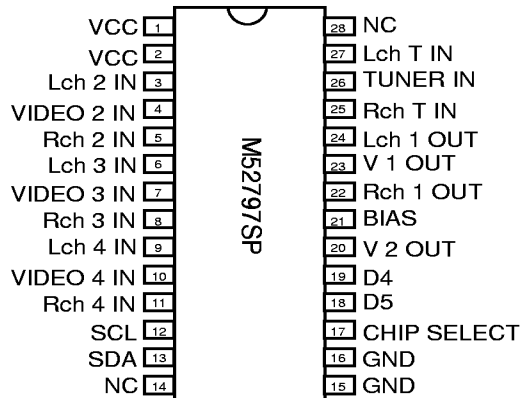 VCC 1
VCC 2
Lch 2 IN 3
VIDEO 2 IN 4
Rch 2 IN 5
Lch 3 IN 6
VIDEO 3 IN 7
Rch 3 IN 8
Lch 4 IN 9
VIDEO 4 IN 10
Rch 4 IN 11
SCL 12
SDA 13
NC 14
M52797SP
28 NC
27 Lch T IN
26 TUNER IN
25 Rch T IN
24 Lch 1 OUT
23 V 1 OUT
22 Rch 1 OUT
21 BIAS
20 V 2 OUT
19 D4
18 D5
17 CHIP SELECT
16 GND
15 GND